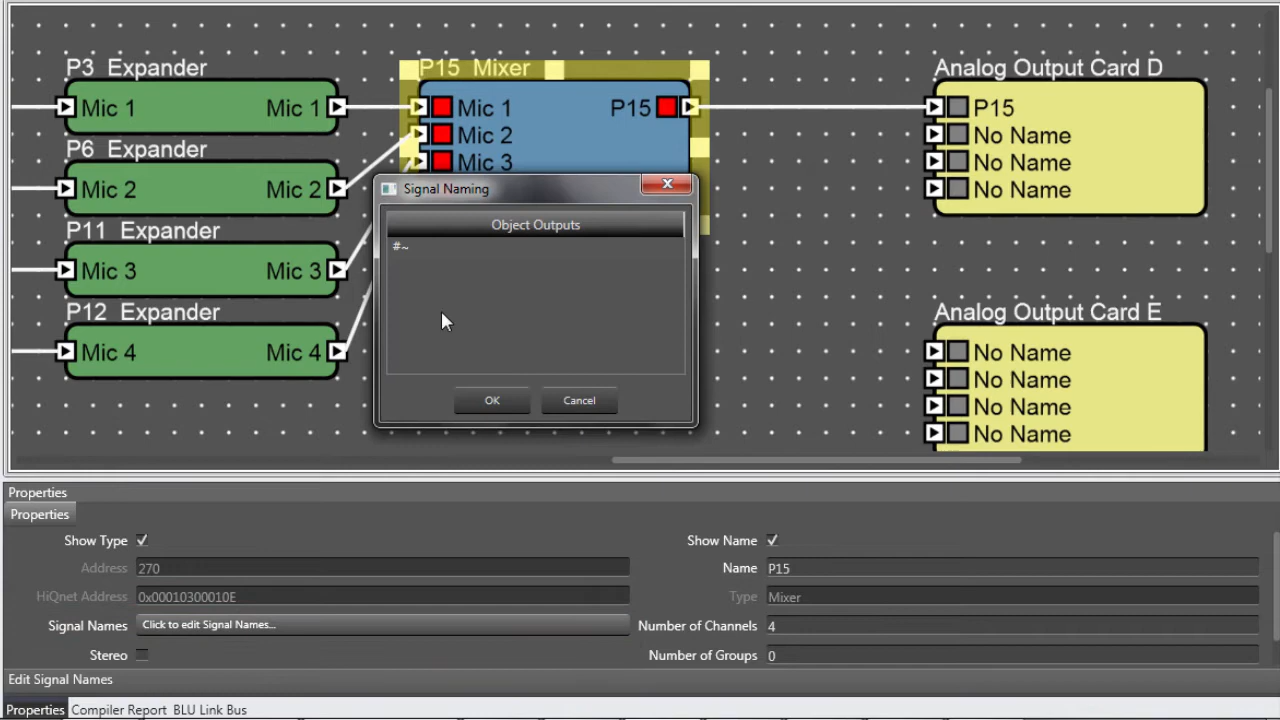 P3 Expander
Mic 1 Mic 1
P6 Expander
Mic 2 Mic 2
P11 Expander
Mic 3 Mic 3
P12 Expander
Mic 4 Mic 4
P15 Mixer
Mic 1 P15
Mic 2
Mic 3
Analog Output Card D
P15
No Name
No Name
No Name
Analog Output Card E
No Name
No Name
No Name
No Name
Signal Naming
Object Outputs
#~
OK Cancel
Properties
Properties
Show Type
Address 270
HiQnet Address 0x00010300010E
Signal Names Click to edit Signal Names...
Stereo
Show Name
Name P15
Type Mixer
Number of Channels 4
Number of Groups 0
Edit Signal Names
Properties Compiler Report BLU Link Bus